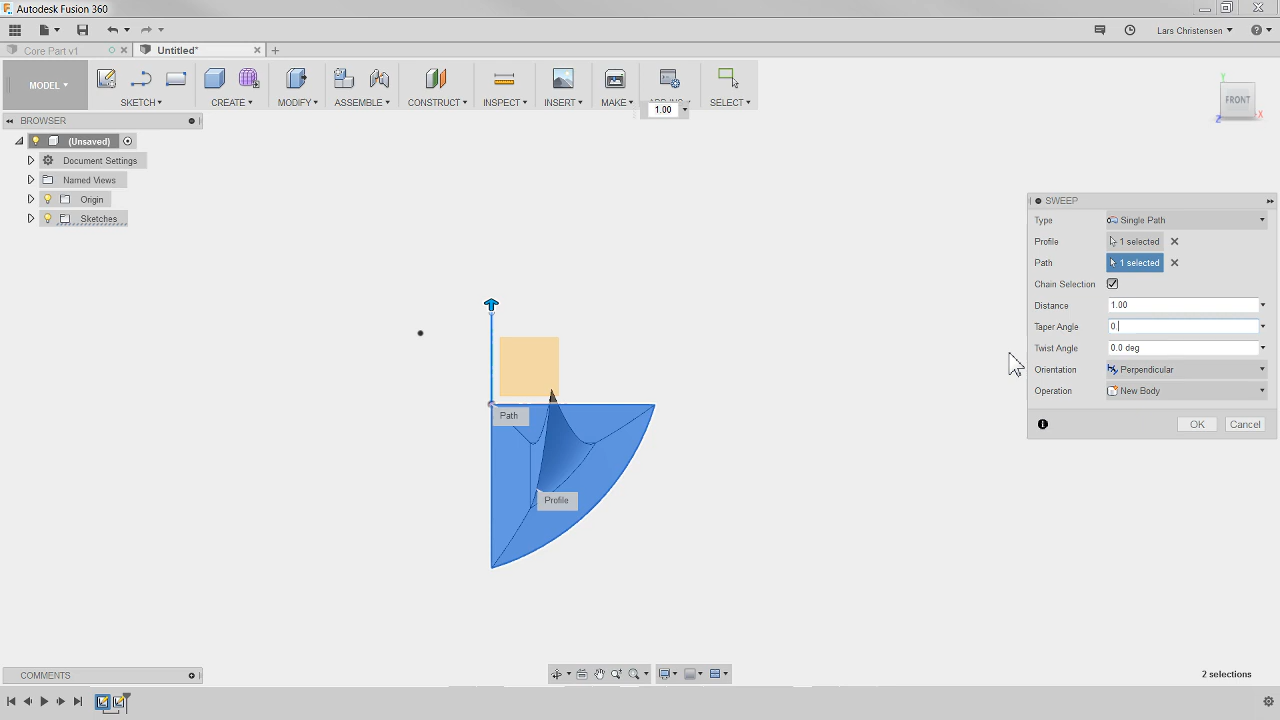 Autodesk Fusion 360
Lars Christensen
Core Part v1
Untitled*
MODEL
SKETCH
CREATE
MODIFY
ASSEMBLE
CONSTRUCT
INSPECT
INSERT
MAKE
SELECT
1.00
FRONT
Y
X
Z
BROWSER
(Unsaved)
Document Settings
Named Views
Origin
Sketches
SWEEP
Type Single Path
Profile 1 selected
Path 1 selected
Chain Selection
Distance 1.00
Taper Angle 0
Twist Angle 0.0 deg
Orientation Perpendicular
Operation New Body
OK Cancel
Path
Profile
COMMENTS
2 selections